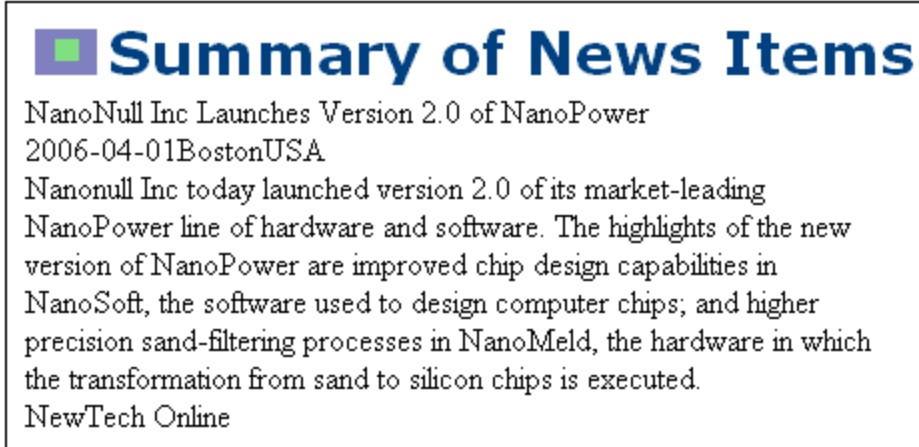 Summary of News Items
NanoNull Inc Launches Version 2.0 of NanoPower
2006-04-01BostonUSA
Nanonull Inc today launched version 2.0 of its market-leading
NanoPower line of hardware and software. The highlights of the new
version of NanoPower are improved chip design capabilities in
NanoSoft, the software used to design computer chips; and higher
precision sand-filtering processes in NanoMeld, the hardware in which
the transformation from sand to silicon chips is executed.
NewTech Online